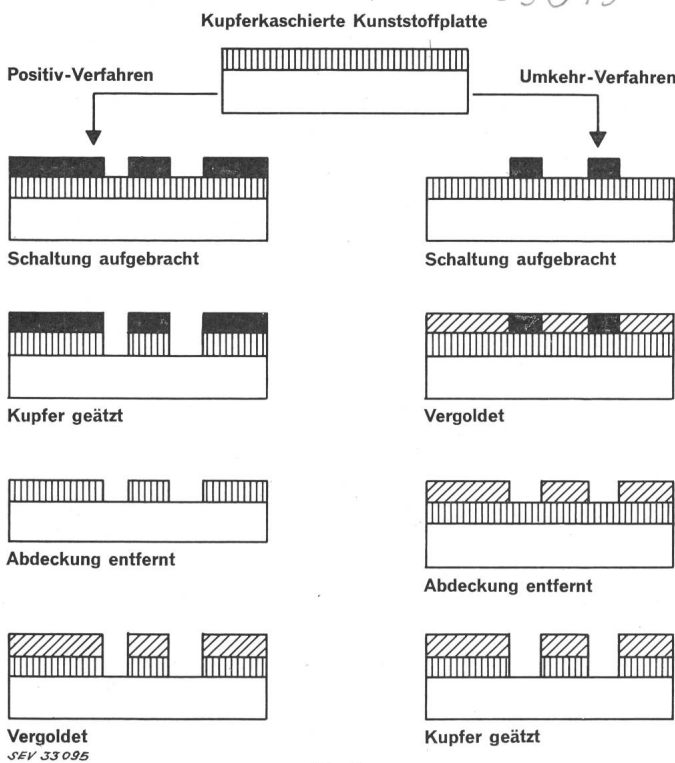 Kupferkaschierte Kunststoffplatte
Positiv-Verfahren
Umkehr-Verfahren
Schaltung aufgebracht
Schaltung aufgebracht
Kupfer geätzt
Vergoldet
Abdeckung entfernt
Abdeckung entfernt
Vergoldet
Kupfer geätzt
SEV 33095